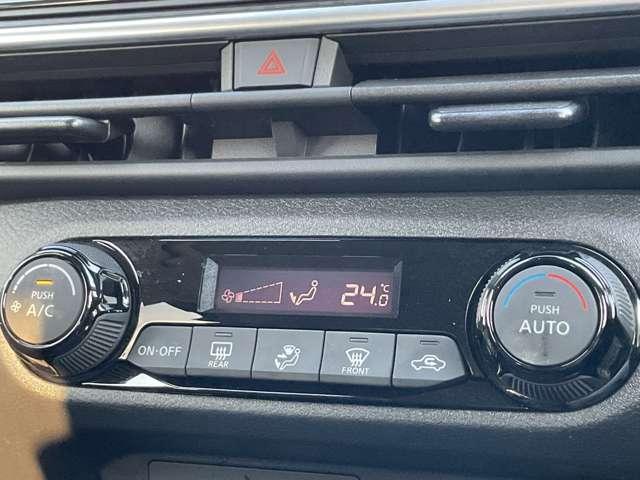 24.0 °C
PUSH
A/C
ON·OFF
REAR
FRONT
PUSH
AUTO